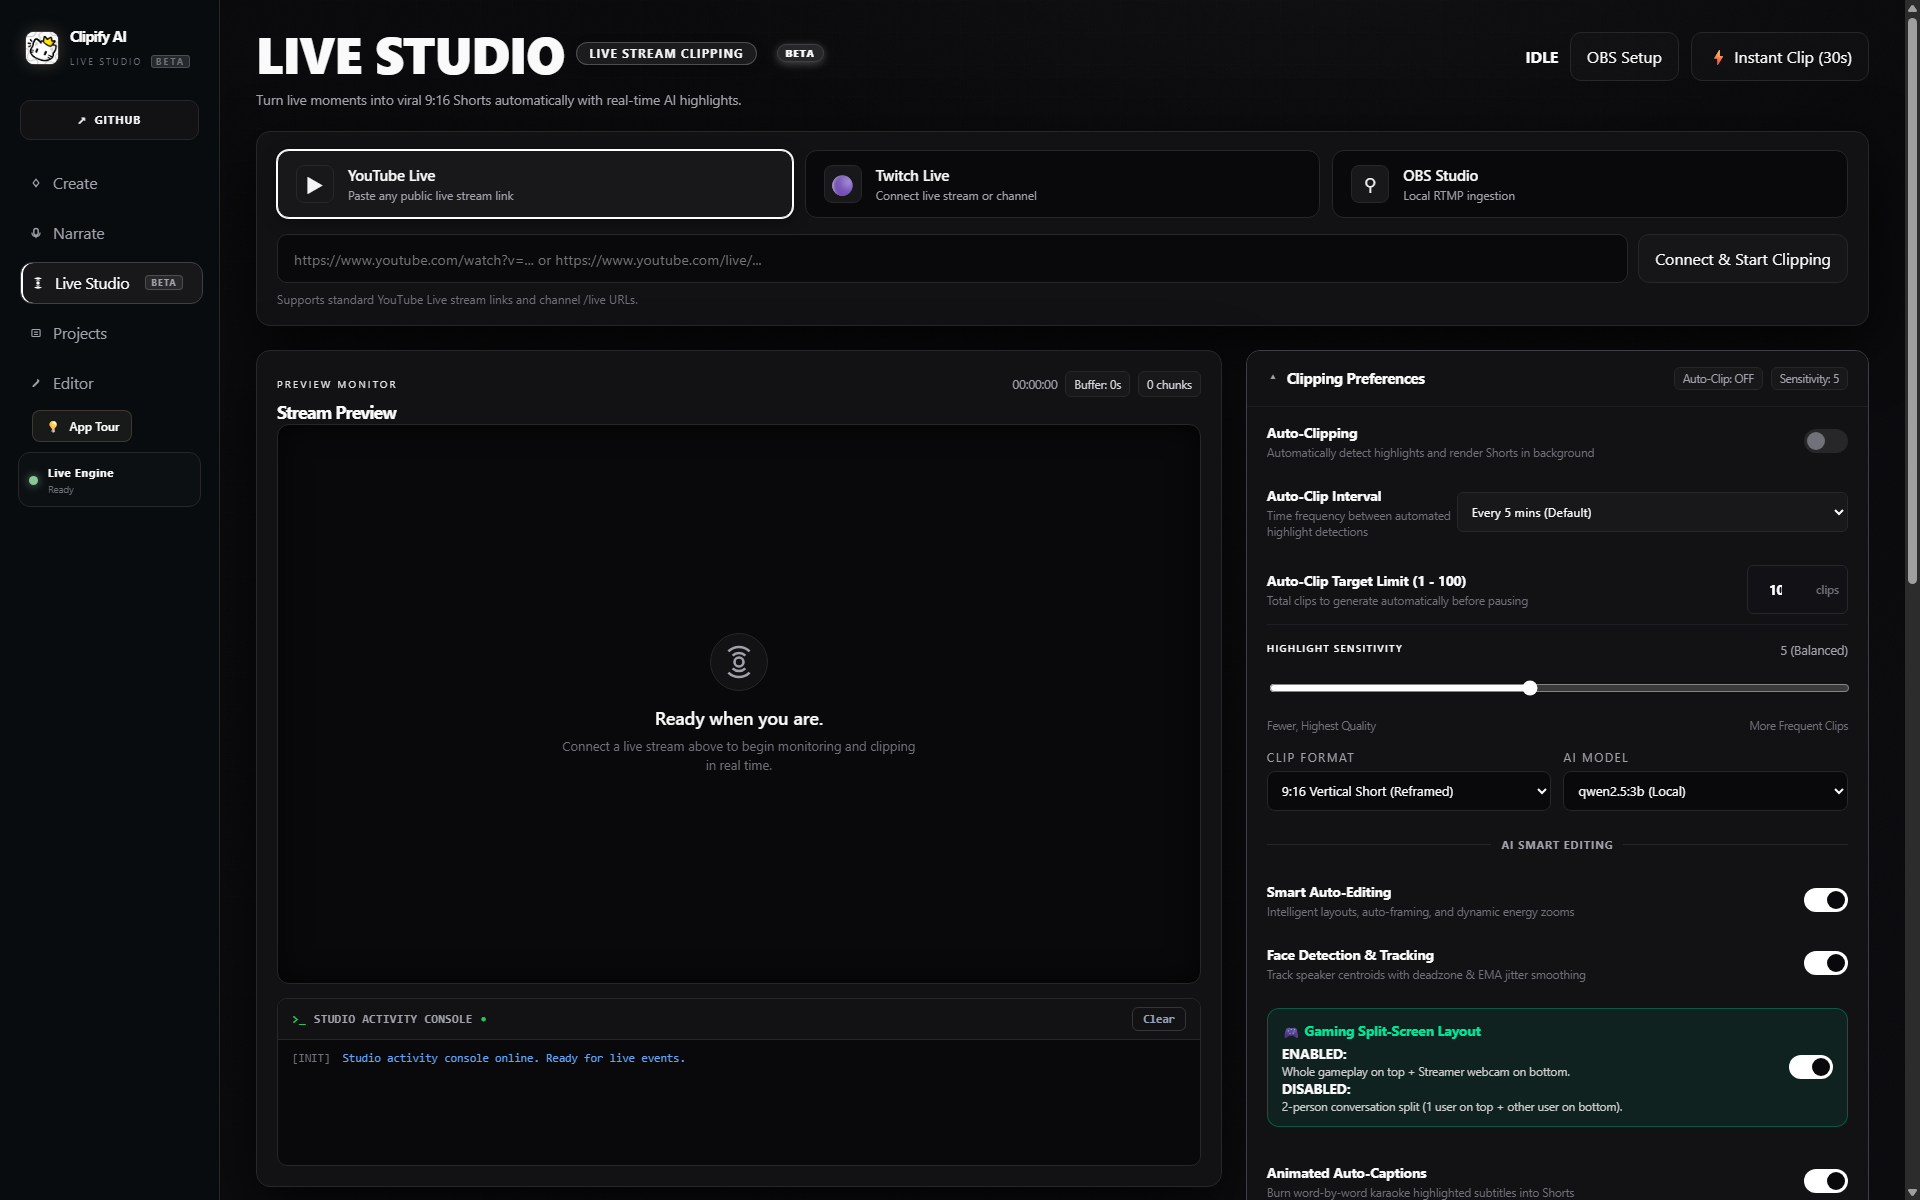 Clipify AI
LIVE STUDIO BETA
GITHUB
Create
Narrate
Live Studio BETA
Projects
Editor
App Tour
Live Engine
Ready
LIVE STUDIO LIVE STREAM CLIPPING BETA
Turn live moments into viral 9:16 Shorts automatically with real-time AI highlights.
IDLE OBS Setup Instant Clip (30s)
YouTube Live
Paste any public live stream link
Twitch Live
Connect live stream or channel
OBS Studio
Local RTMP ingestion
https://www.youtube.com/watch?v=... or https://www.youtube.com/live/...
Connect & Start Clipping
Supports standard YouTube Live stream links and channel /live URLs.
PREVIEW MONITOR
Stream Preview
00:00:00 Buffer: 0s 0 chunks
Ready when you are.
Connect a live stream above to begin monitoring and clipping
in real time.
>_ STUDIO ACTIVITY CONSOLE
Clear
[INIT] Studio activity console online. Ready for live events.
Clipping Preferences
Auto-Clip: OFF Sensitivity: 5
Auto-Clipping
Automatically detect highlights and render Shorts in background
Auto-Clip Interval
Time frequency between automated
highlight detections
Every 5 mins (Default)
Auto-Clip Target Limit (1 - 100)
Total clips to generate automatically before pausing
10 clips
HIGHLIGHT SENSITIVITY
5 (Balanced)
Fewer, Highest Quality
More Frequent Clips
CLIP FORMAT
9:16 Vertical Short (Reframed)
AI MODEL
qwen2.5:3b (Local)
AI SMART EDITING
Smart Auto-Editing
Intelligent layouts, auto-framing, and dynamic energy zooms
Face Detection & Tracking
Track speaker centroids with deadzone & EMA jitter smoothing
Gaming Split-Screen Layout
ENABLED:
Whole gameplay on top + Streamer webcam on bottom.
DISABLED:
2-person conversation split (1 user on top + other user on bottom).
Animated Auto-Captions
Burn word-by-word karaoke highlighted subtitles into Shorts